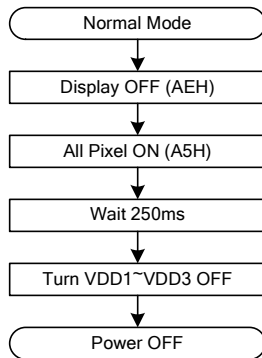 Normal Mode
Display OFF (AEH)
All Pixel ON (A5H)
Wait 250ms
Turn VDD1~VDD3 OFF
Power OFF